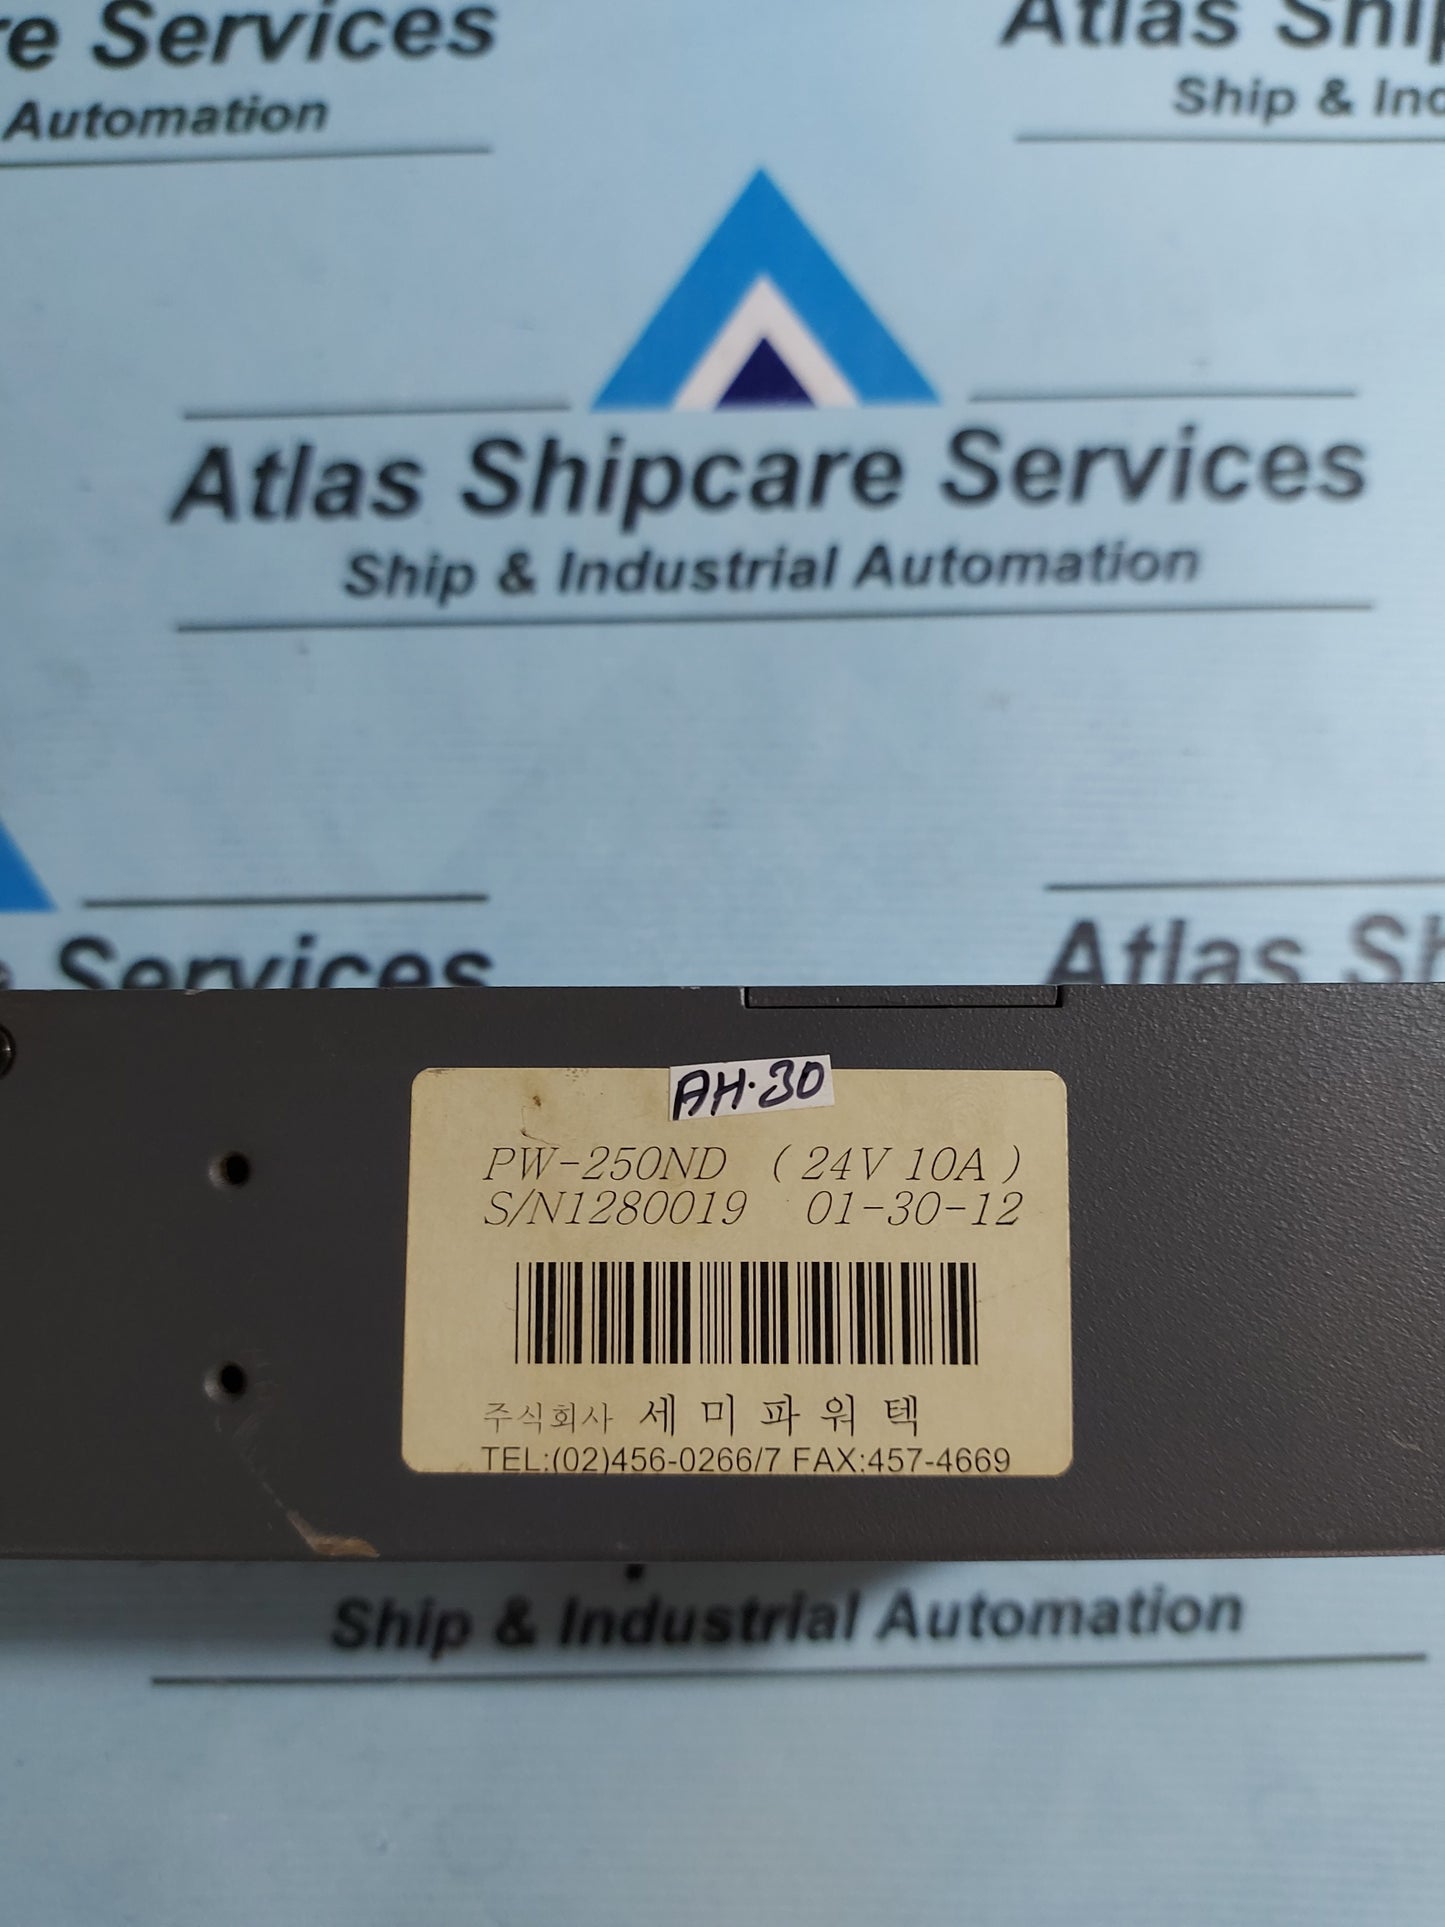 re Services
Automation
Atlas Ship
Ship & Ind
Atlas Shipcare Services
Ship & Industrial Automation
Services
Atlas Sh
AH·30
PW-250ND ( 24V 10A )
S/N1280019 01-30-12
주식회사 세미파워텍
TEL:(02)456-0266/7 FAX:457-4669
Ship & Industrial Automation